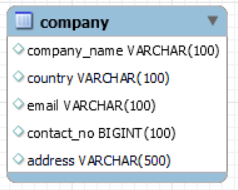 company
company_name VARCHAR(100)
country VARCHAR(100)
email VARCHAR(100)
contact_no BIGINT(100)
address VARCHAR(500)